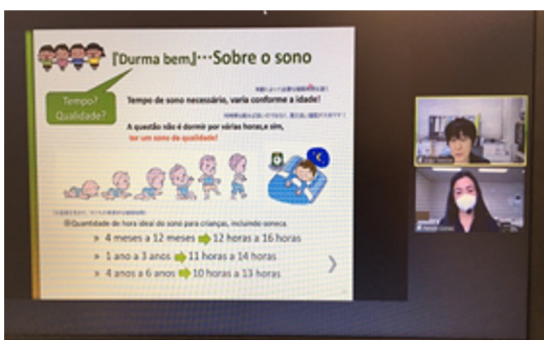 『Durma bem』…Sobre o sono
Tempo?
Qualidade?
Tempo de sono necessário, varia conforme a idade!
A questão não é dormir por várias horas,e sim,
ter um sono de qualidade!
※Quantidade de hora ideal do sono para crianças, incluindo soneca
» 4 meses a 12 meses ➡ 12 horas a 16 horas
» 1 ano a 3 anos ➡ 11 horas a 14 horas
» 4 anos a 6 anos ➡ 10 horas a 13 horas